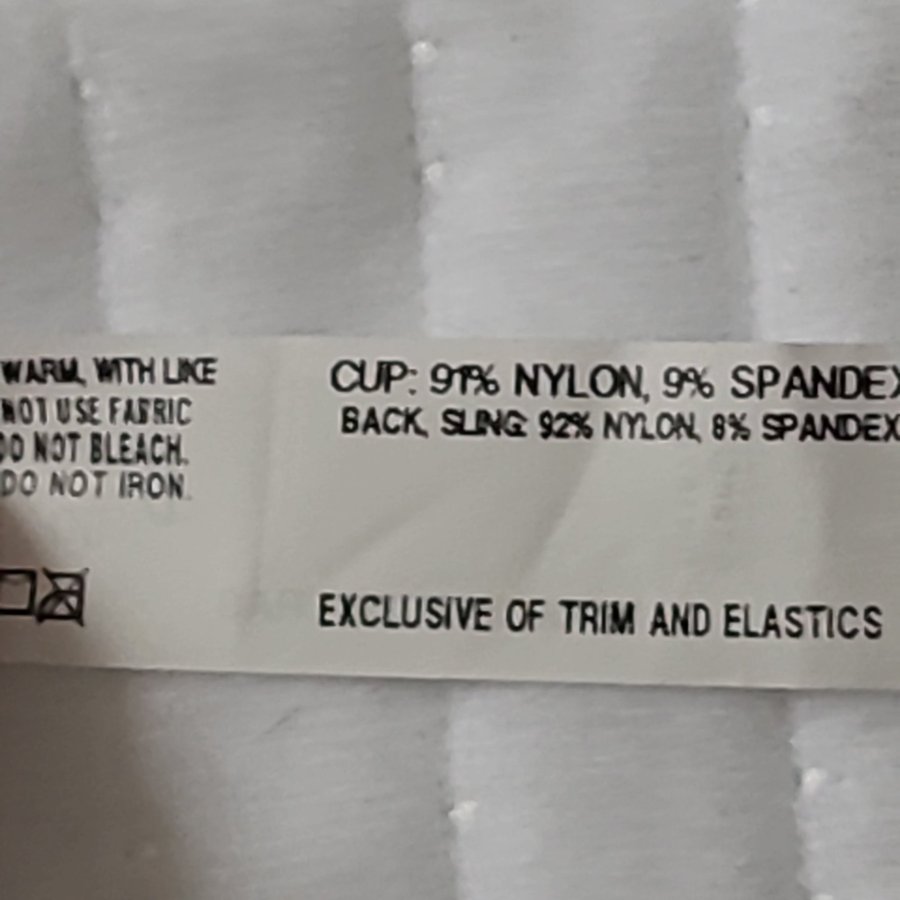 WARM, WITH LIKE
NOT USE FABRIC
DO NOT BLEACH.
DO NOT IRON.
CUP: 91% NYLON, 9% SPANDEX
BACK, SLING: 92% NYLON, 8% SPANDEX
EXCLUSIVE OF TRIM AND ELASTICS